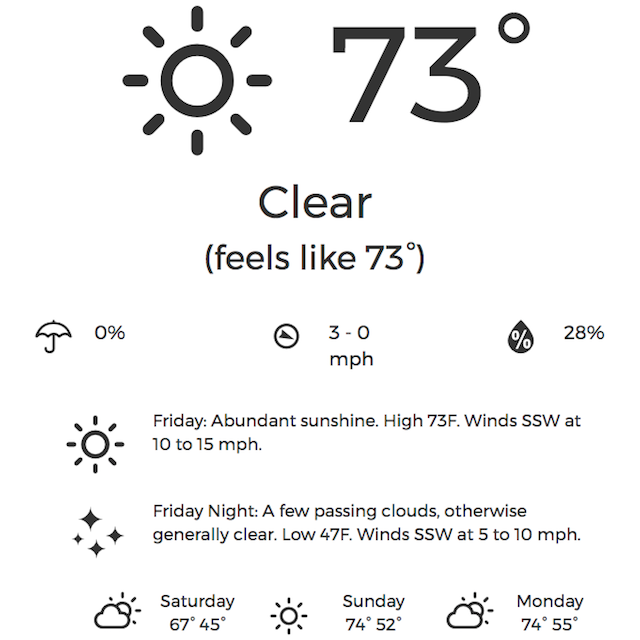 73°
Clear
(feels like 73°)
0%
3 - 0
mph
%
28%
Friday: Abundant sunshine. High 73F. Winds SSW at
10 to 15 mph.
Friday Night: A few passing clouds, otherwise
generally clear. Low 47F. Winds SSW at 5 to 10 mph.
Saturday
67° 45°
Sunday
74° 52°
Monday
74° 55°